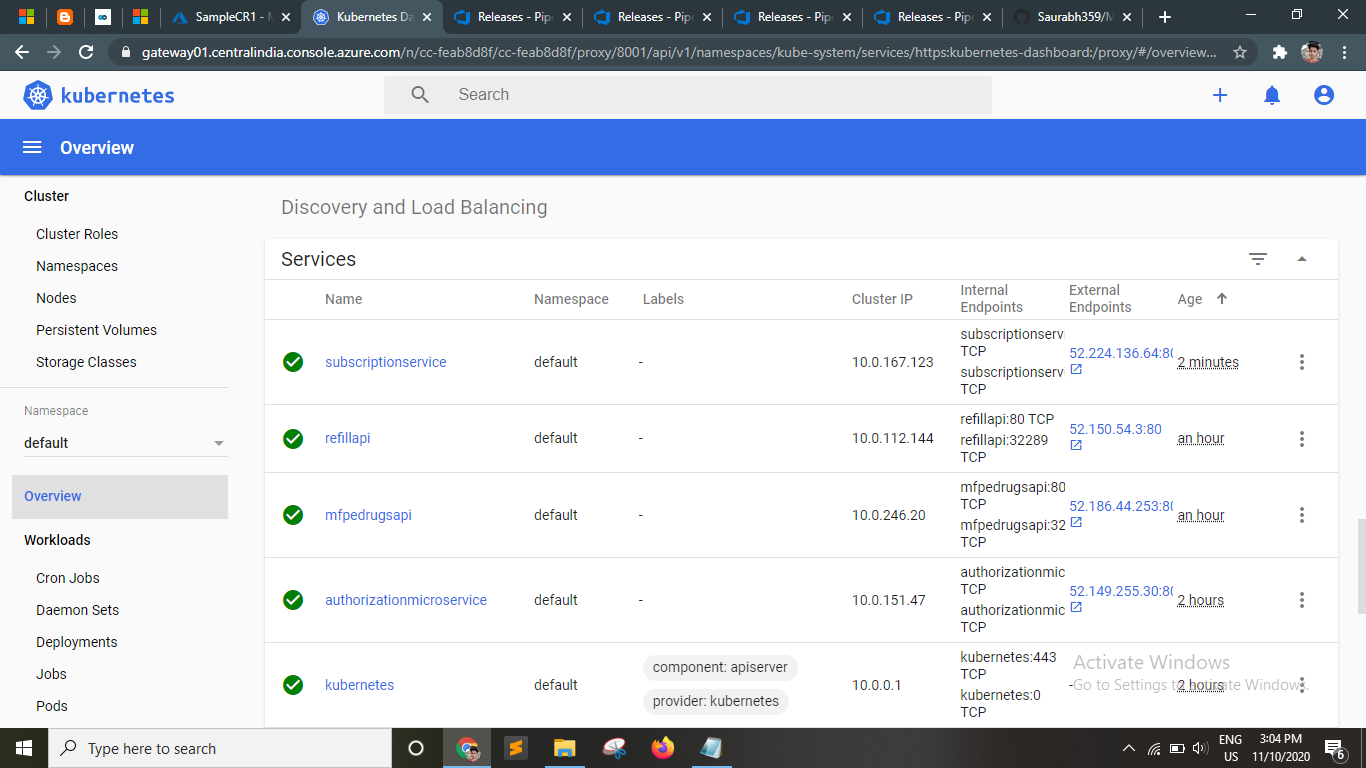 SampleCR1 - M
Kubernetes Da
Releases - Pipe
Releases - Pipe
Releases - Pipe
Releases - Pipe
Saurabh359/M
gateway01.centralindia.console.azure.com/n/cc-feab8d8f/cc-feab8d8f/proxy/8001/api/v1/namespaces/kube-system/services/https:kubernetes-dashboard:/proxy/#/overview...
kubernetes
Search
Overview
Cluster
Cluster Roles
Namespaces
Nodes
Persistent Volumes
Storage Classes
Namespace
default
Overview
Workloads
Cron Jobs
Daemon Sets
Deployments
Jobs
Pods
Discovery and Load Balancing
Services
Name Namespace Labels Cluster IP Internal Endpoints External Endpoints Age
subscriptionservice default - 10.0.167.123
subscriptionservi
TCP
subscriptionservi
TCP
52.224.136.64:80
2 minutes
refillapi default - 10.0.112.144
refillapi:80 TCP
refillapi:32289
TCP
52.150.54.3:80
an hour
mfpedrugsapi default - 10.0.246.20
mfpedrugsapi:80
TCP
mfpedrugsapi:32
TCP
52.186.44.253:80
an hour
authorizationmicroservice default - 10.0.151.47
authorizationmic
TCP
authorizationmic
TCP
52.149.255.30:80
2 hours
kubernetes default
component: apiserver
provider: kubernetes
10.0.0.1
kubernetes:443
TCP
kubernetes:0
TCP
-
2 hours
Activate Windows
Go to Settings to activate Windows.
Type here to search
ENG
US
3:04 PM
11/10/2020
6